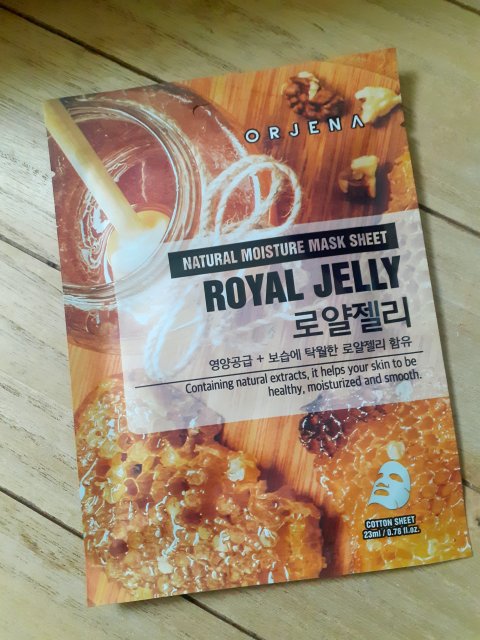 ORJENA
NATURAL MOISTURE MASK SHEET
ROYAL JELLY
로얄젤리
영양공급 + 보습에 탁월한 로얄젤리 함유
Containing natural extracts, it helps your skin to be
healthy, moisturized and smooth.
COTTON SHEET
23ml / 0.78 fl.oz.